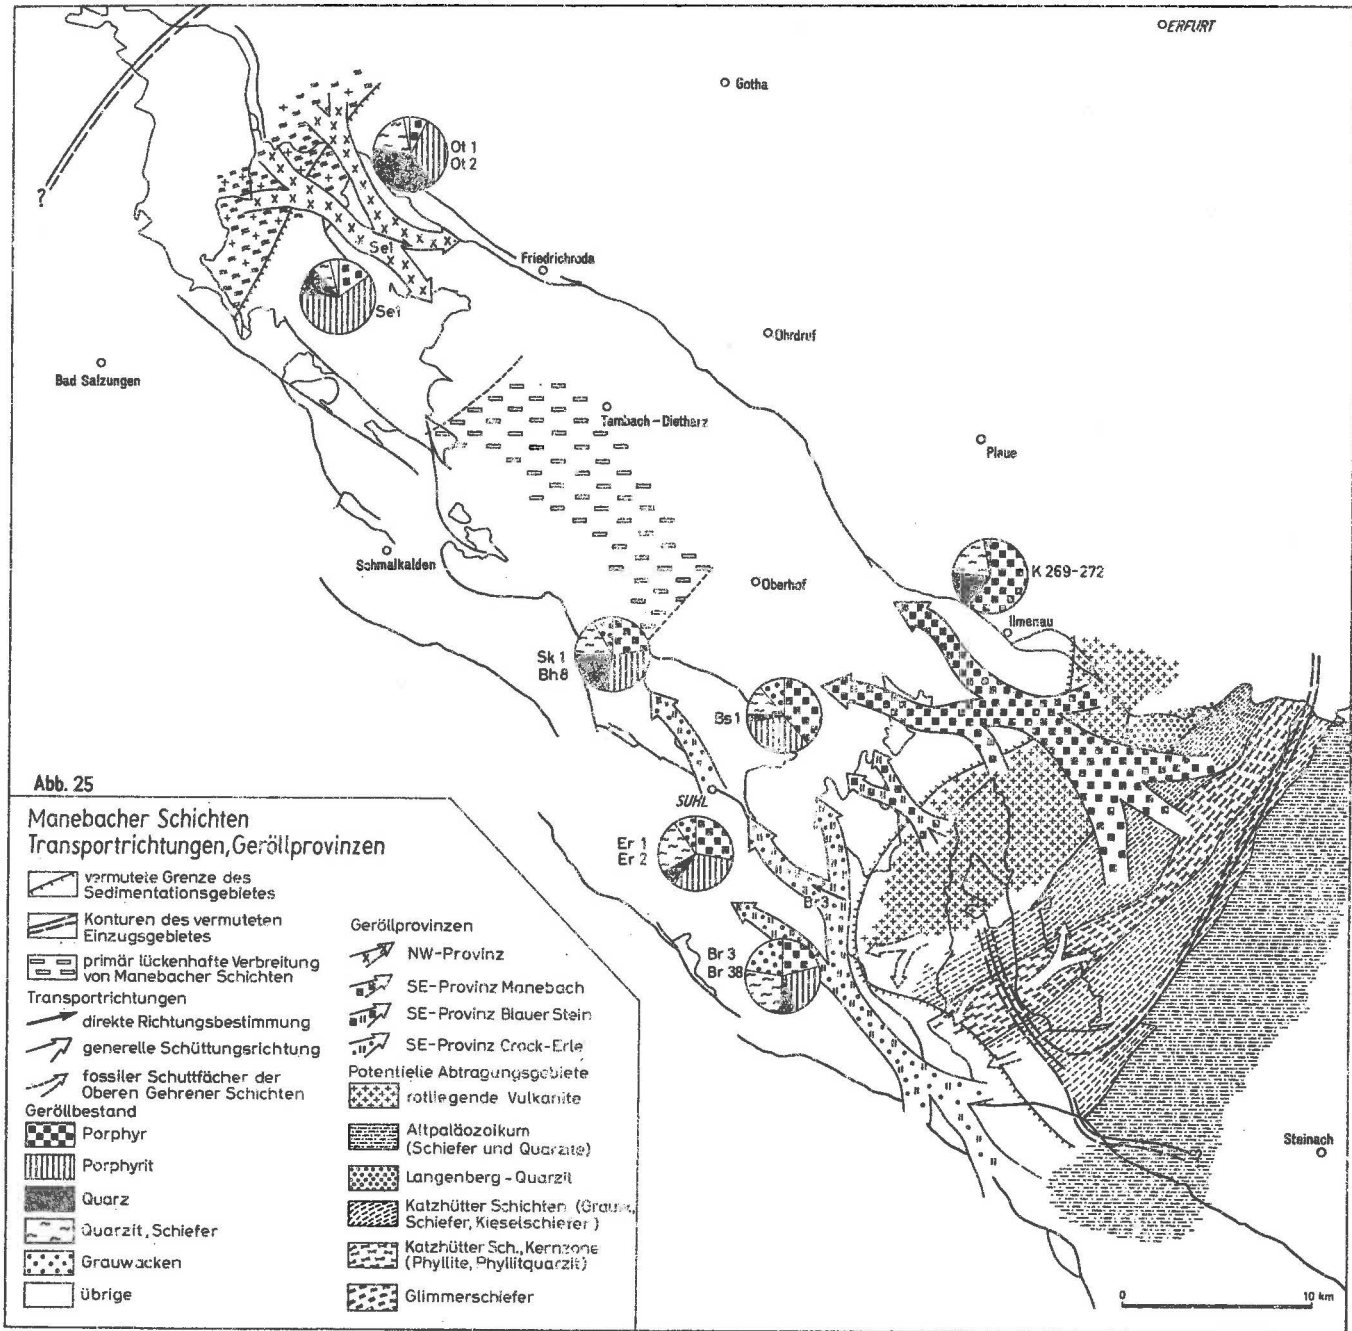 ERFURT
Gotha
Ot 1
Ot 2
Se1
Friedrichroda
Se1
Ohrdruf
Bad Salzungen
Tambach-Dietharz
Plaue
Schmalkalden
Oberhof
K 269-272
Ilmenau
Sk 1
Bh 8
Bs 1
SUHL
Er 1
Er 2
Br 3
Br 3
Br 38
Steinach
0 10 km
?
Abb. 25
Manebacher Schichten
Transportrichtungen, Geröllprovinzen
vermutete Grenze des
Sedimentationsgebietes
Konturen des vermuteten
Einzugsgebietes
primär lückenhafte Verbreitung
von Manebacher Schichten
Transportrichtungen
direkte Richtungsbestimmung
generelle Schüttungsrichtung
fossiler Schuttfächer der
Oberen Gehrener Schichten
Geröllbestand
Porphyr
Porphyrit
Quarz
Quarzit, Schiefer
Grauwacken
übrige
Geröllprovinzen
NW-Provinz
SE-Provinz Manebach
SE-Provinz Blauer Stein
SE-Provinz Crock-Erle
Potentielle Abtragungsgebiete
rotliegende Vulkanite
Altpaläozoikum
(Schiefer und Quarzite)
Langenberg-Quarzit
Katzhütter Schichten (Grauw.,
Schiefer, Kieselschiefer)
Katzhütter Sch., Kernzone
(Phyllite, Phyllitquarzit)
Glimmerschiefer